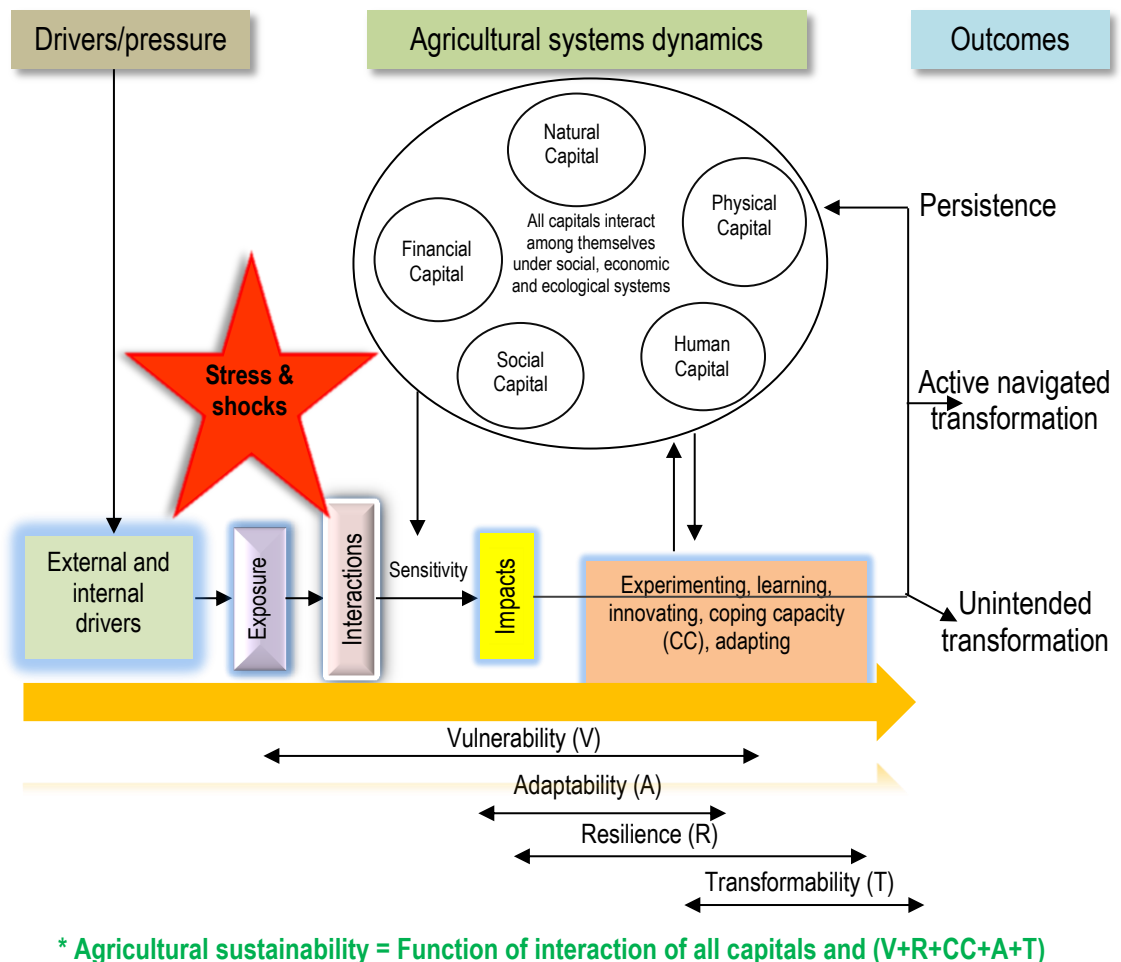 Drivers/pressure
Agricultural systems dynamics
Outcomes
Natural
Capital
Physical
Capital
Financial
Capital
All capitals interact
among themselves
under social, economic
and ecological systems
Social
Capital
Human
Capital
Persistence
Active navigated
transformation
Unintended
transformation
Stress &
shocks
External and
internal
drivers
Exposure
Interactions
Sensitivity
Impacts
Experimenting, learning,
innovating, coping capacity
(CC), adapting
Vulnerability (V)
Adaptability (A)
Resilience (R)
Transformability (T)
* Agricultural sustainability = Function of interaction of all capitals and (V+R+CC+A+T)